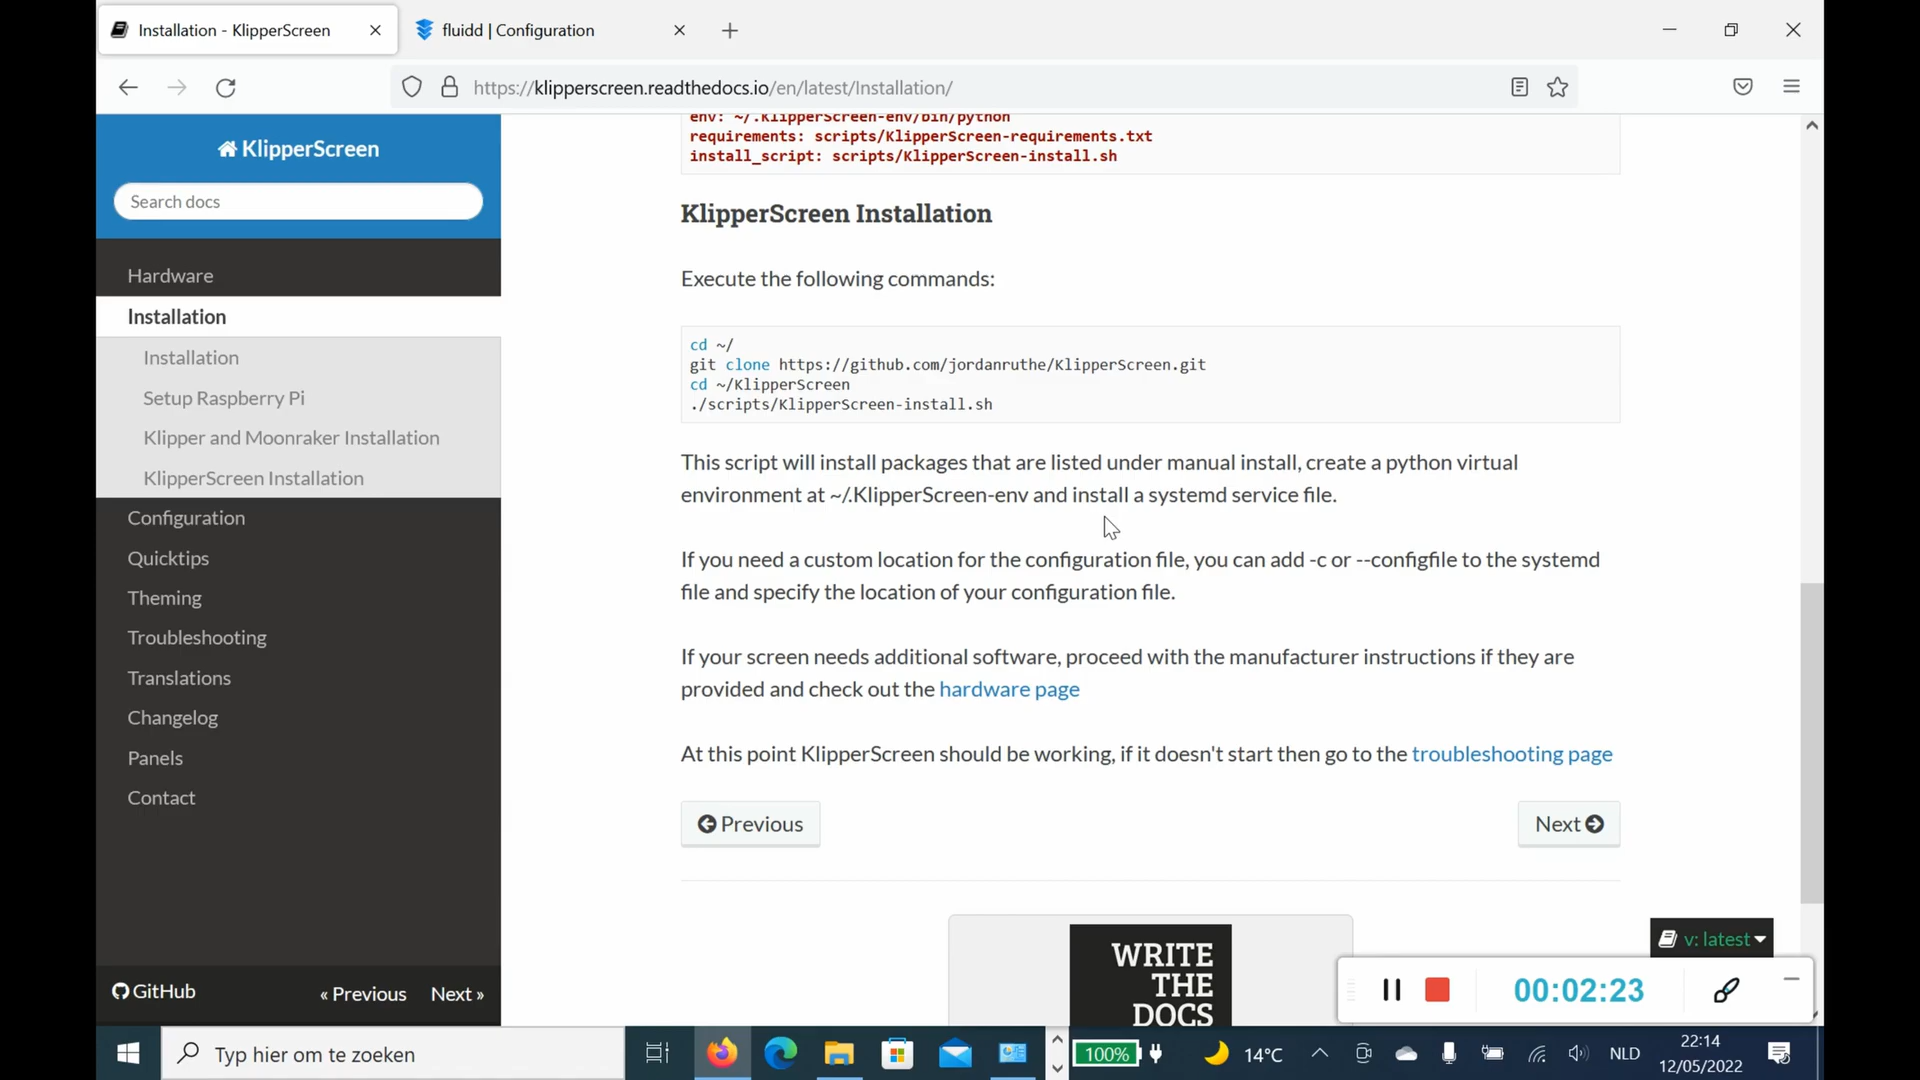 Installation - KlipperScreen
fluidd | Configuration
https://klipperscreen.readthedocs.io/en/latest/Installation/
KlipperScreen
Search docs
Hardware
Installation
Installation
Setup Raspberry Pi
Klipper and Moonraker Installation
KlipperScreen Installation
Configuration
Quicktips
Theming
Troubleshooting
Translations
Changelog
Panels
Contact
GitHub
« Previous
Next »
env: ~/.KlipperScreen-env/bin/python
requirements: scripts/KlipperScreen-requirements.txt
install_script: scripts/KlipperScreen-install.sh
KlipperScreen Installation
Execute the following commands:
cd ~/
git clone https://github.com/jordanruthe/KlipperScreen.git
cd ~/KlipperScreen
./scripts/KlipperScreen-install.sh
This script will install packages that are listed under manual install, create a python virtual
environment at ~/.KlipperScreen-env and install a systemd service file.
If you need a custom location for the configuration file, you can add -c or --configfile to the systemd
file and specify the location of your configuration file.
If your screen needs additional software, proceed with the manufacturer instructions if they are
provided and check out the hardware page
At this point KlipperScreen should be working, if it doesn't start then go to the troubleshooting page
Previous
Next
WRITE
THE
DOCS
v: latest
00:02:23
Typ hier om te zoeken
100%
14°C
NLD
22:14
12/05/2022